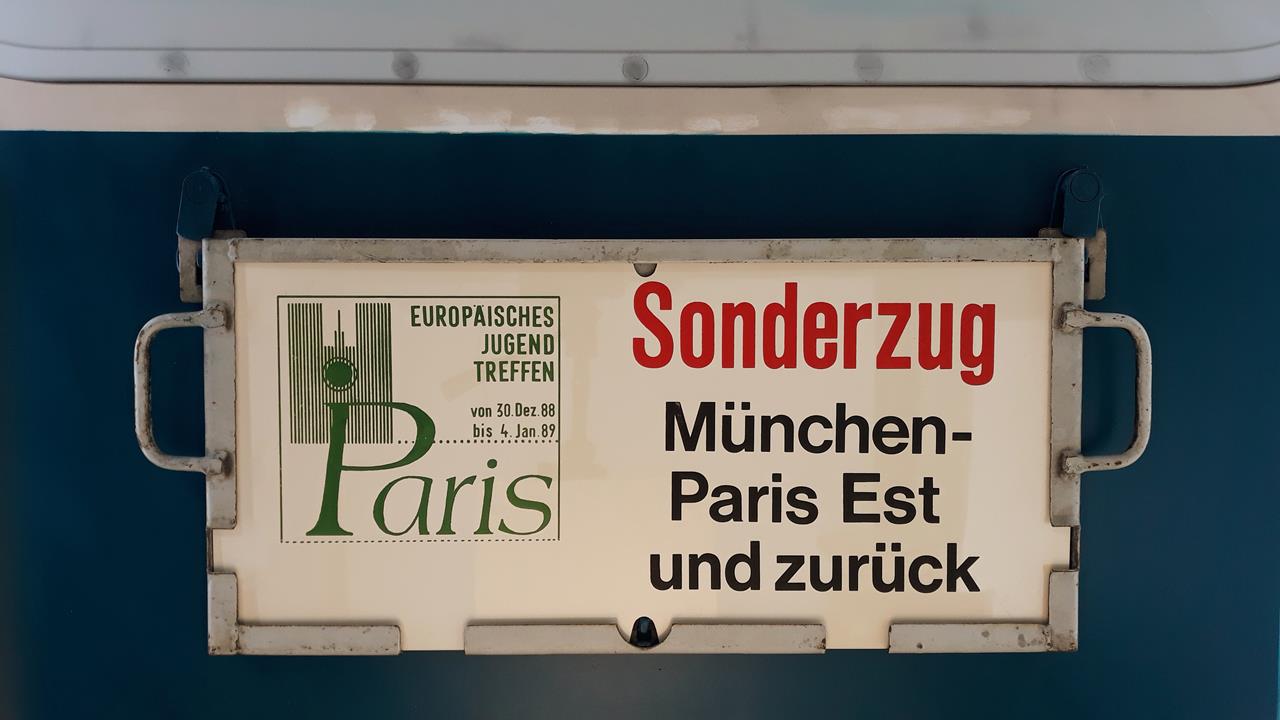 EUROPÄISCHES
JUGEND
TREFFEN
von 30. Dez. 88
bis 4. Jan. 89
Paris
Sonderzug
München-
Paris Est
und zurück